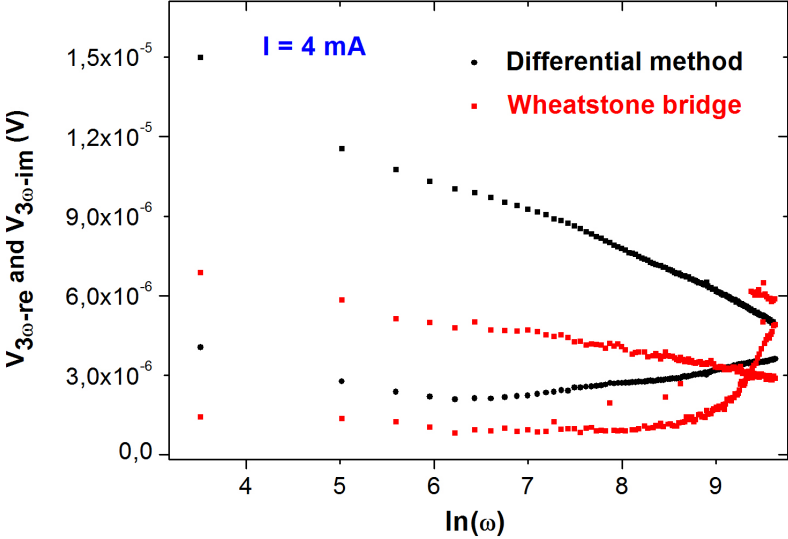 I = 4 mA
Differential method
Wheatstone bridge
1,5x10⁻⁵
1,2x10⁻⁵
9,0x10⁻⁶
6,0x10⁻⁶
3,0x10⁻⁶
0,0
V3ω-re and V3ω-im (V)
4 5 6 7 8 9
ln(ω)